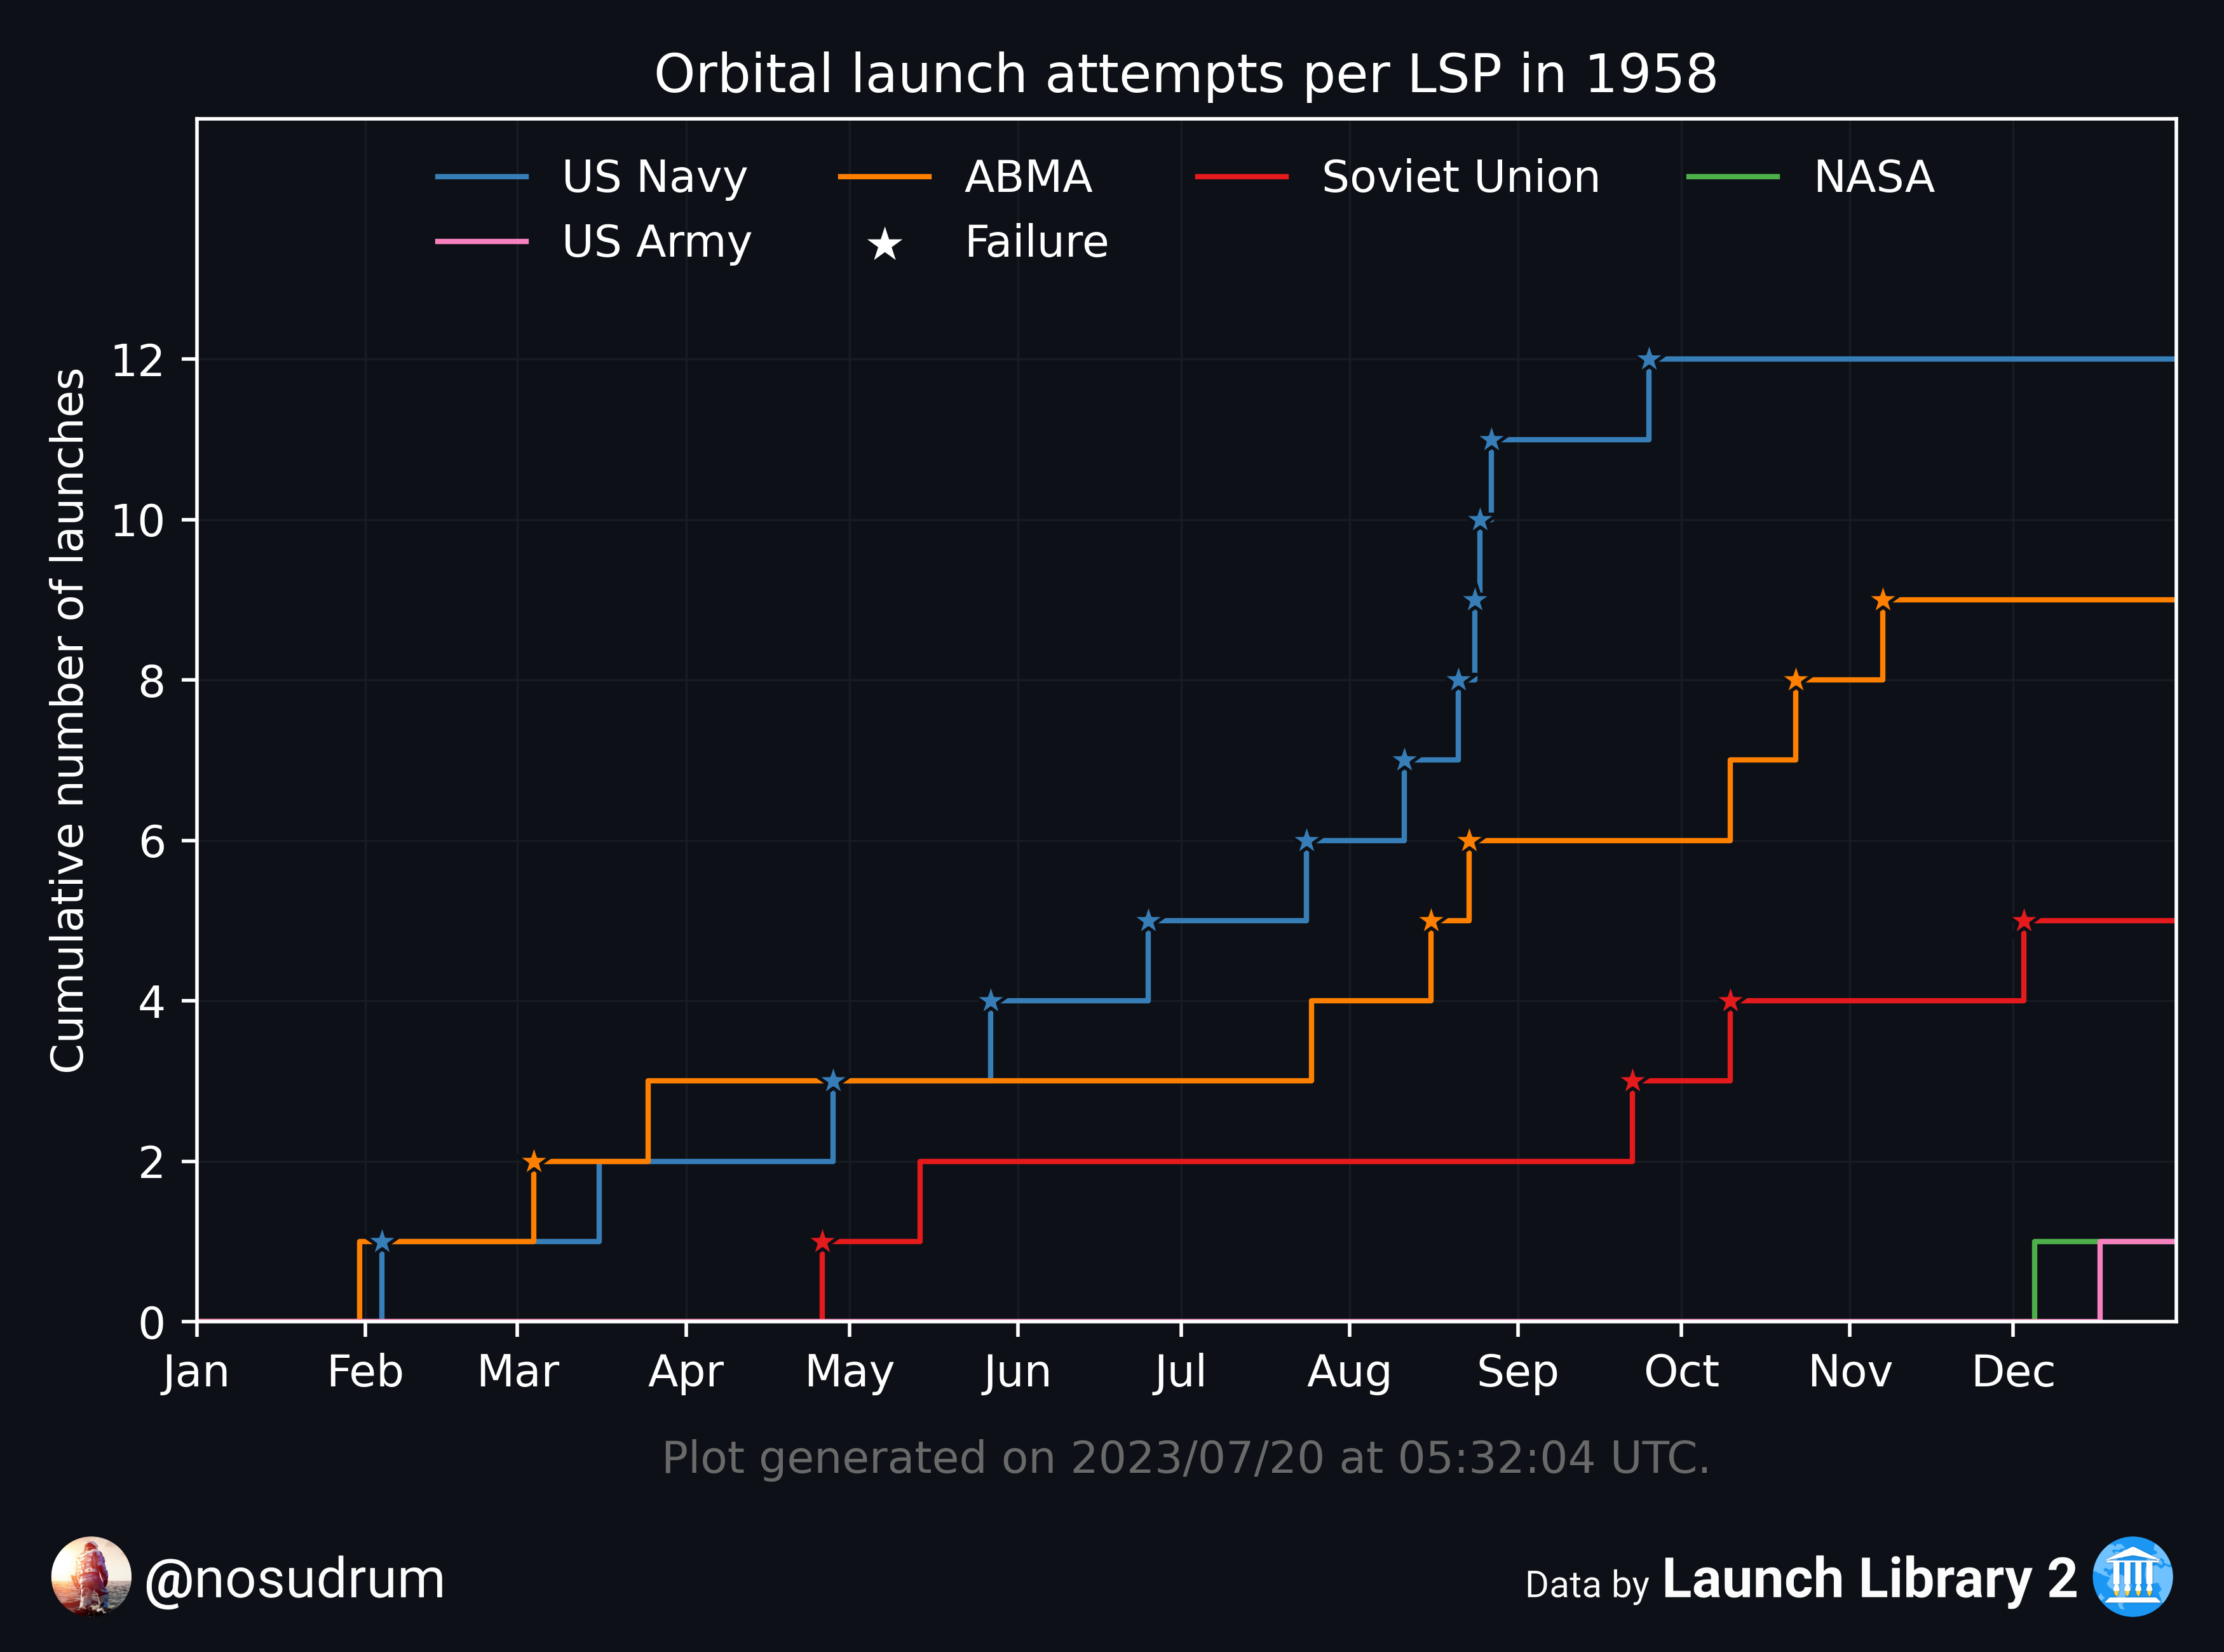 Orbital launch attempts per LSP in 1958
US Navy ABMA Soviet Union NASA
US Army Failure
Cumulative number of launches
12
10
8
6
4
2
0
Jan Feb Mar Apr May Jun Jul Aug Sep Oct Nov Dec
Plot generated on 2023/07/20 at 05:32:04 UTC.
@nosudrum
Data by Launch Library 2